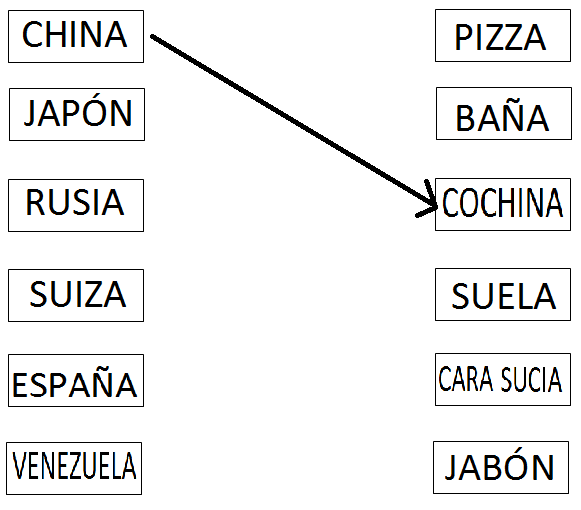 CHINA
PIZZA
JAPÓN
BAÑA
RUSIA
COCHINA
SUIZA
SUELA
ESPAÑA
CARA SUCIA
VENEZUELA
JABÓN